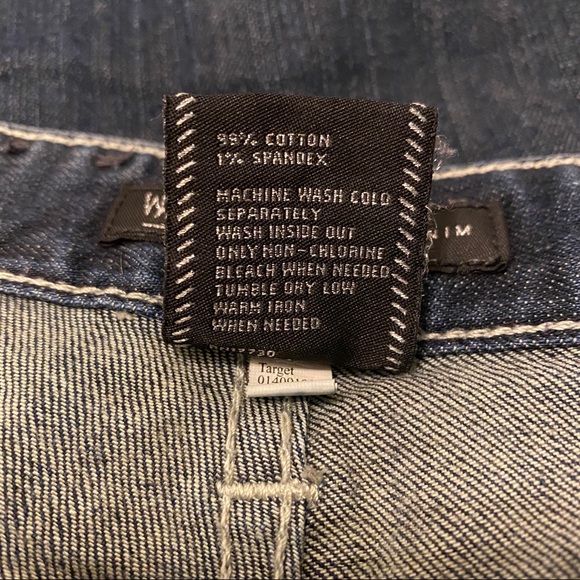 99% COTTON
1% SPANDEX
MACHINE WASH COLD
SEPARATELY
WASH INSIDE OUT
ONLY NON-CHLORINE
BLEACH WHEN NEEDED
TUMBLE DRY LOW
WARM IRON
WHEN NEEDED
Target